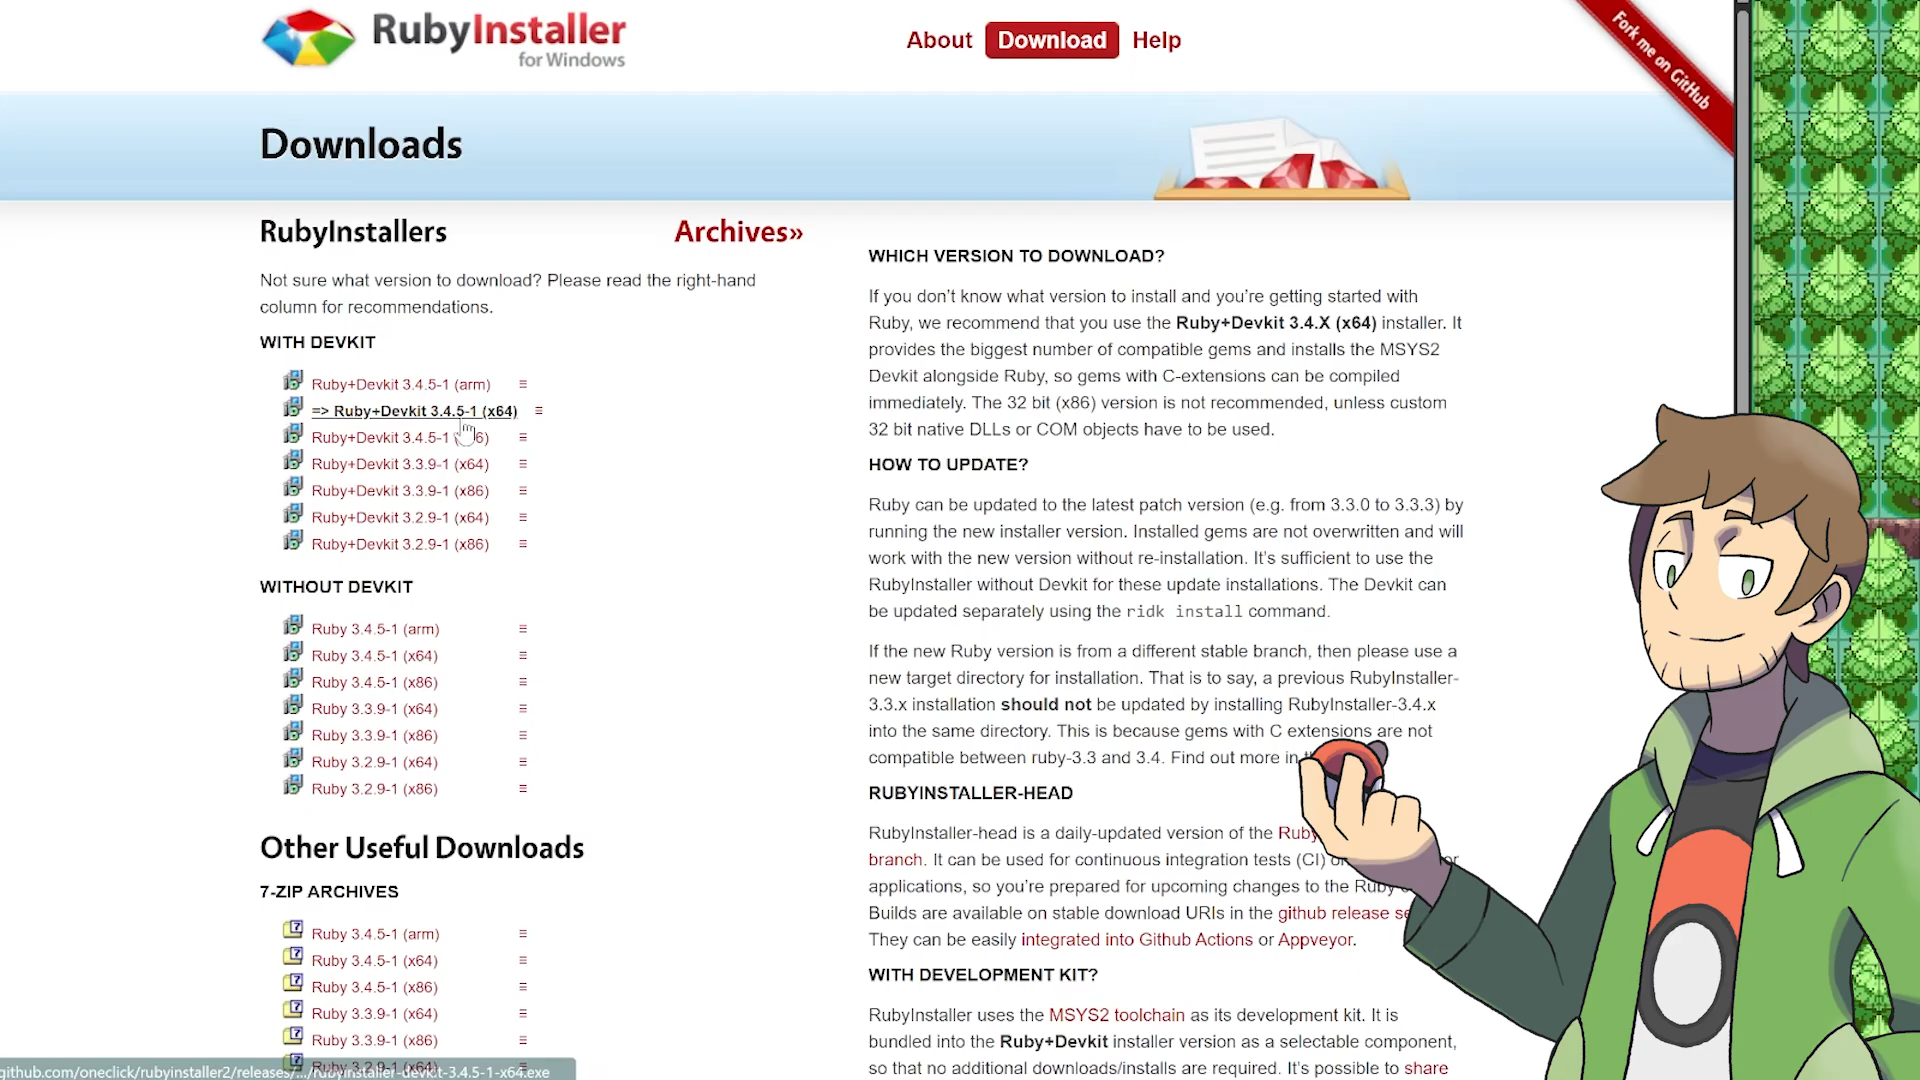 RubyInstaller
for Windows
About Download Help
Fork me on GitHub
Downloads
RubyInstallers
Archives»
Not sure what version to download? Please read the right-hand
column for recommendations.
WITH DEVKIT
Ruby+Devkit 3.4.5-1 (arm)
=> Ruby+Devkit 3.4.5-1 (x64)
Ruby+Devkit 3.4.5-1
Ruby+Devkit 3.3.9-1 (x64)
Ruby+Devkit 3.3.9-1 (x86)
Ruby+Devkit 3.2.9-1 (x64)
Ruby+Devkit 3.2.9-1 (x86)
WITHOUT DEVKIT
Ruby 3.4.5-1 (arm)
Ruby 3.4.5-1 (x64)
Ruby 3.4.5-1 (x86)
Ruby 3.3.9-1 (x64)
Ruby 3.3.9-1 (x86)
Ruby 3.2.9-1 (x64)
Ruby 3.2.9-1 (x86)
Other Useful Downloads
7-ZIP ARCHIVES
Ruby 3.4.5-1 (arm)
Ruby 3.4.5-1 (x64)
Ruby 3.4.5-1 (x86)
Ruby 3.3.9-1 (x64)
Ruby 3.3.9-1 (x86)
Ruby 3.2.9-1 (x64)
github.com/oneclick/rubyinstaller2/releases/.../rubyinstaller-devkit-3.4.5-1-x64.exe
WHICH VERSION TO DOWNLOAD?
If you don't know what version to install and you're getting started with
Ruby, we recommend that you use the Ruby+Devkit 3.4.X (x64) installer. It
provides the biggest number of compatible gems and installs the MSYS2
Devkit alongside Ruby, so gems with C-extensions can be compiled
immediately. The 32 bit (x86) version is not recommended, unless custom
32 bit native DLLs or COM objects have to be used.
HOW TO UPDATE?
Ruby can be updated to the latest patch version (e.g. from 3.3.0 to 3.3.3) by
running the new installer version. Installed gems are not overwritten and will
work with the new version without re-installation. It's sufficient to use the
RubyInstaller without Devkit for these update installations. The Devkit can
be updated separately using the ridk install command.
If the new Ruby version is from a different stable branch, then please use a
new target directory for installation. That is to say, a previous RubyInstaller-
3.3.x installation should not be updated by installing RubyInstaller-3.4.x
into the same directory. This is because gems with C extensions are not
compatible between ruby-3.3 and 3.4. Find out more in
RUBYINSTALLER-HEAD
RubyInstaller-head is a daily-updated version of the Ruby
branch. It can be used for continuous integration tests (CI)
applications, so you're prepared for upcoming changes to the Ruby
Builds are available on stable download URIs in the github release
They can be easily integrated into Github Actions or Appveyor.
WITH DEVELOPMENT KIT?
RubyInstaller uses the MSYS2 toolchain as its development kit. It is
bundled into the Ruby+Devkit installer version as a selectable component,
so that no additional downloads/installs are required. It's possible to share